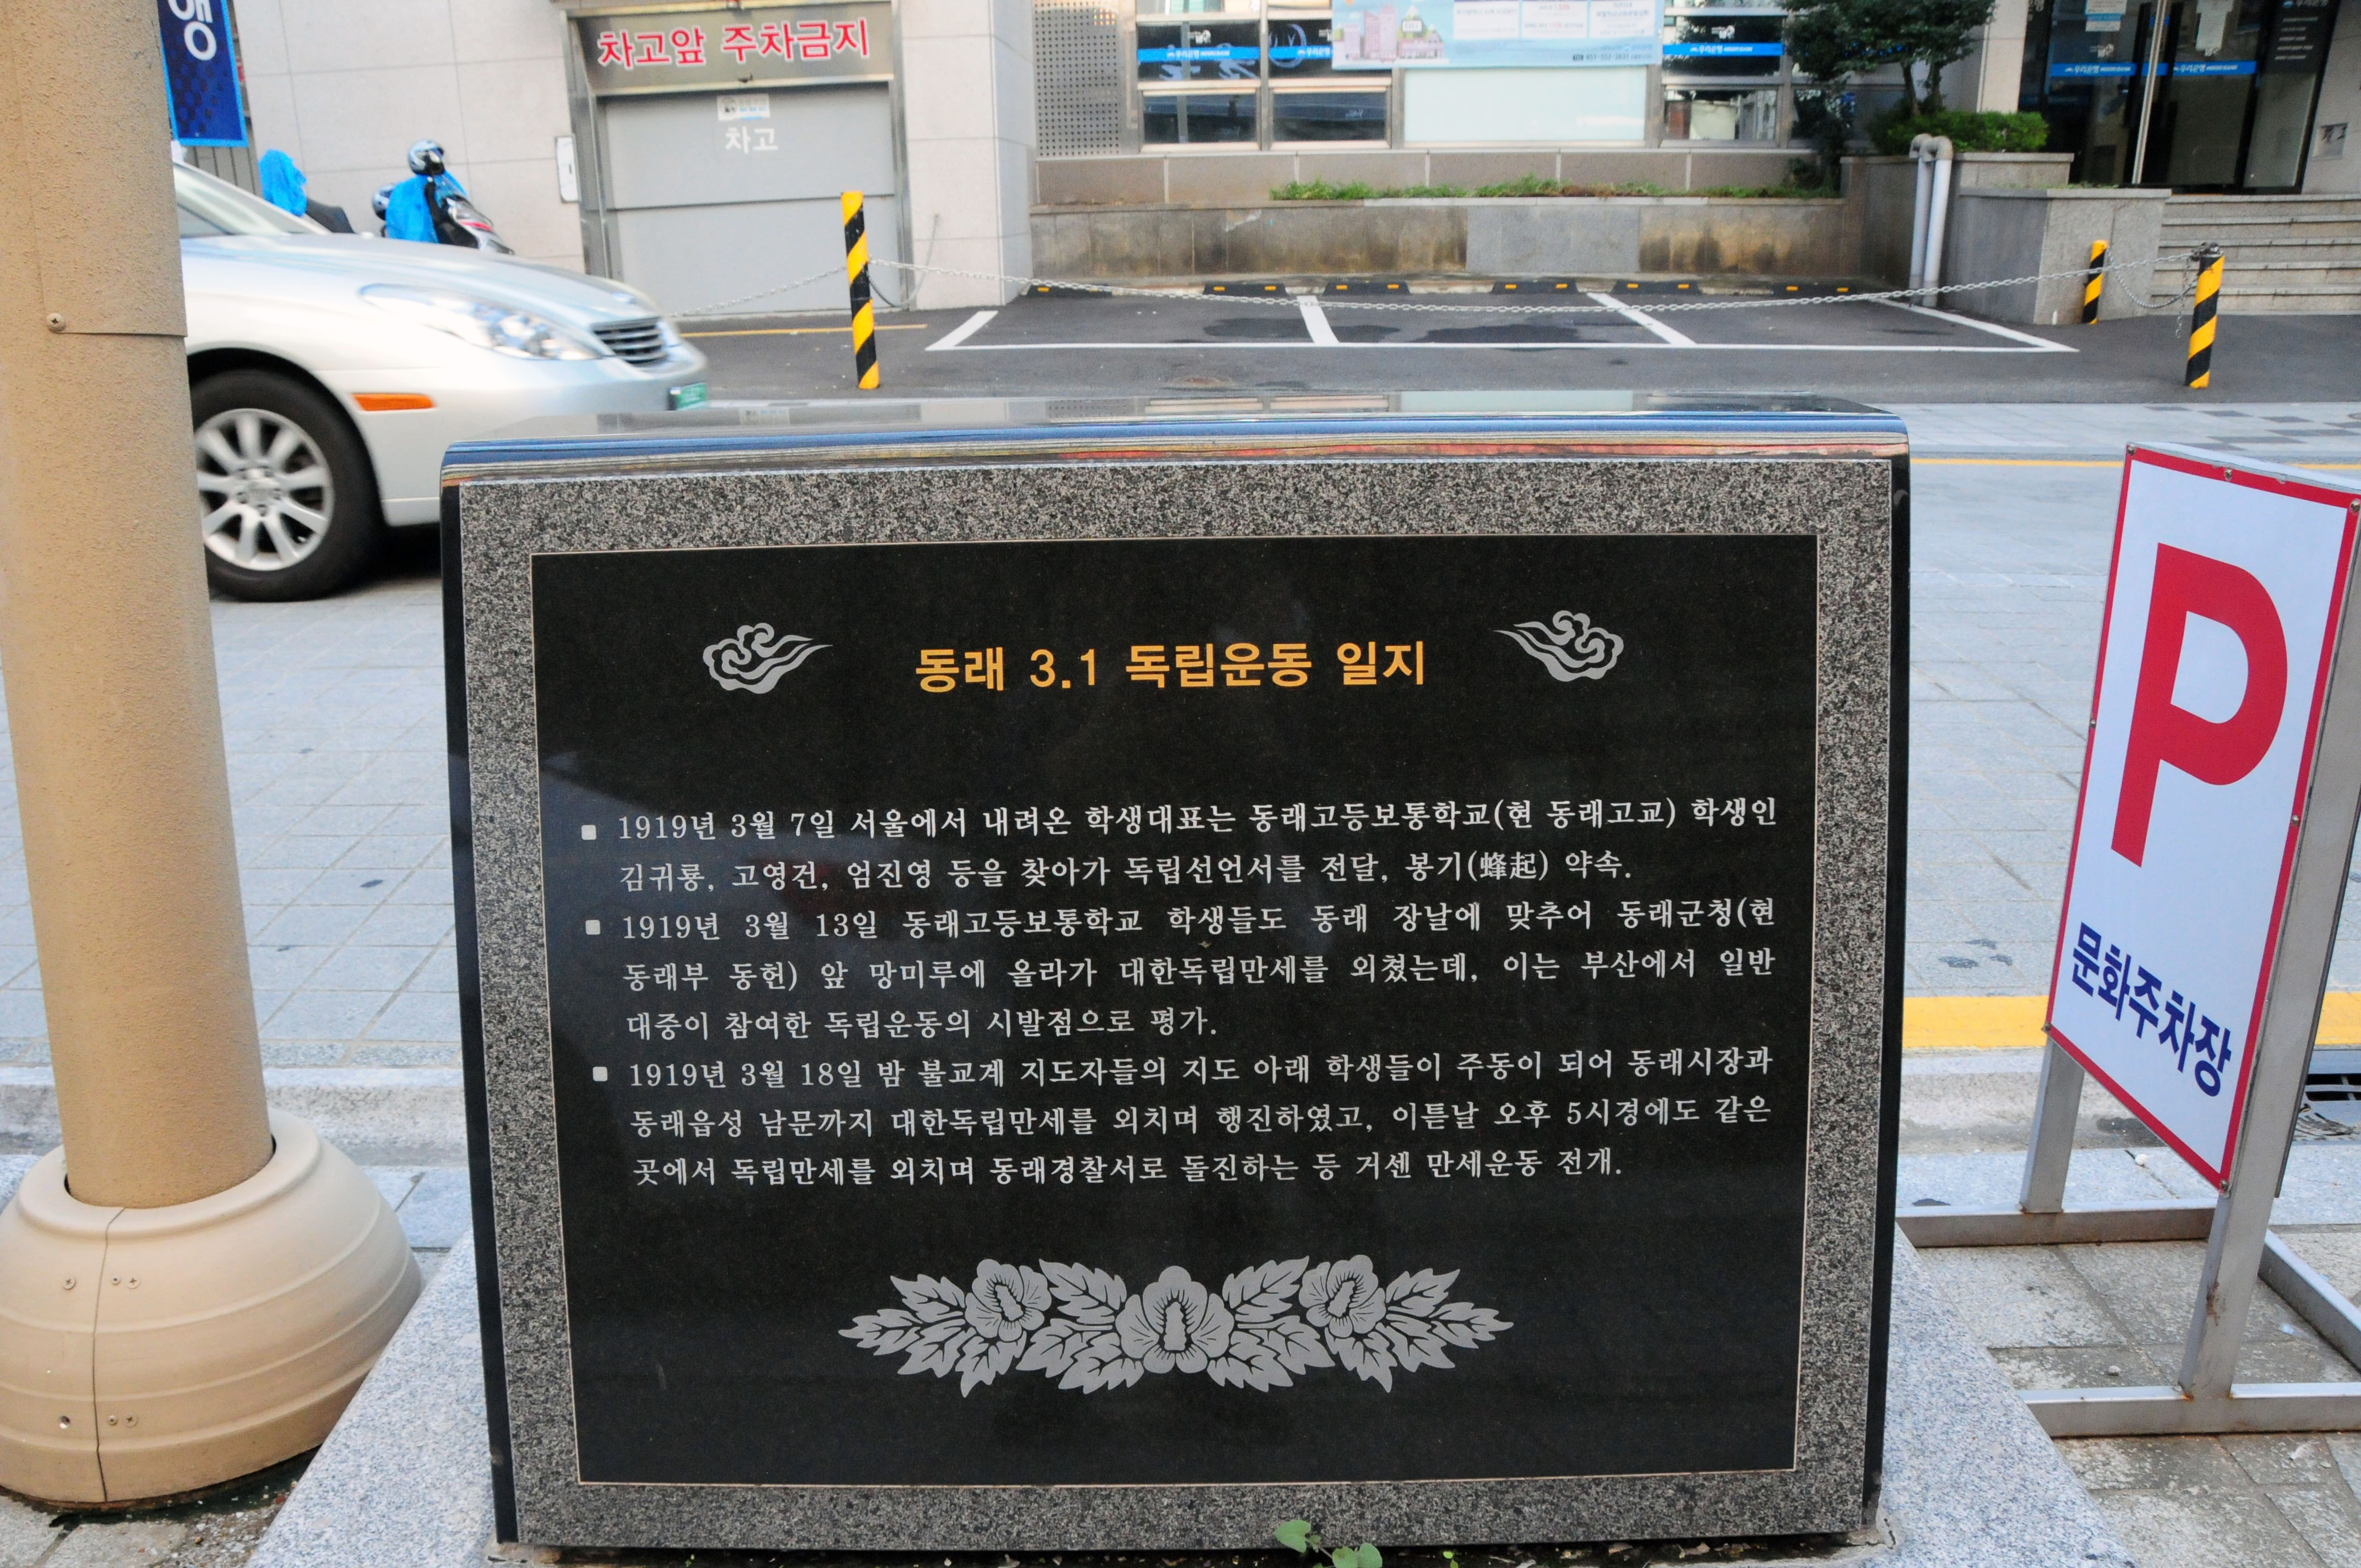 행
차고앞 주차금지
차고
우리은행
우리은행
우리은행
동래 3.1 독립운동 일지
1919년 3월 7일 서울에서 내려온 학생대표는 동래고등보통학교(현 동래고교) 학생인
김귀룡, 고영건, 엄진영 등을 찾아가 독립선언서를 전달, 봉기(蜂起) 약속.
1919년 3월 13일 동래고등보통학교 학생들도 동래 장날에 맞추어 동래군청(현
동래부 동헌) 앞 망미루에 올라가 대한독립만세를 외쳤는데, 이는 부산에서 일반
대중이 참여한 독립운동의 시발점으로 평가.
1919년 3월 18일 밤 불교계 지도자들의 지도 아래 학생들이 주동이 되어 동래시장과
동래읍성 남문까지 대한독립만세를 외치며 행진하였고, 이튿날 오후 5시경에도 같은
곳에서 독립만세를 외치며 동래경찰서로 돌진하는 등 거센 만세운동 전개.
P
문화주차장